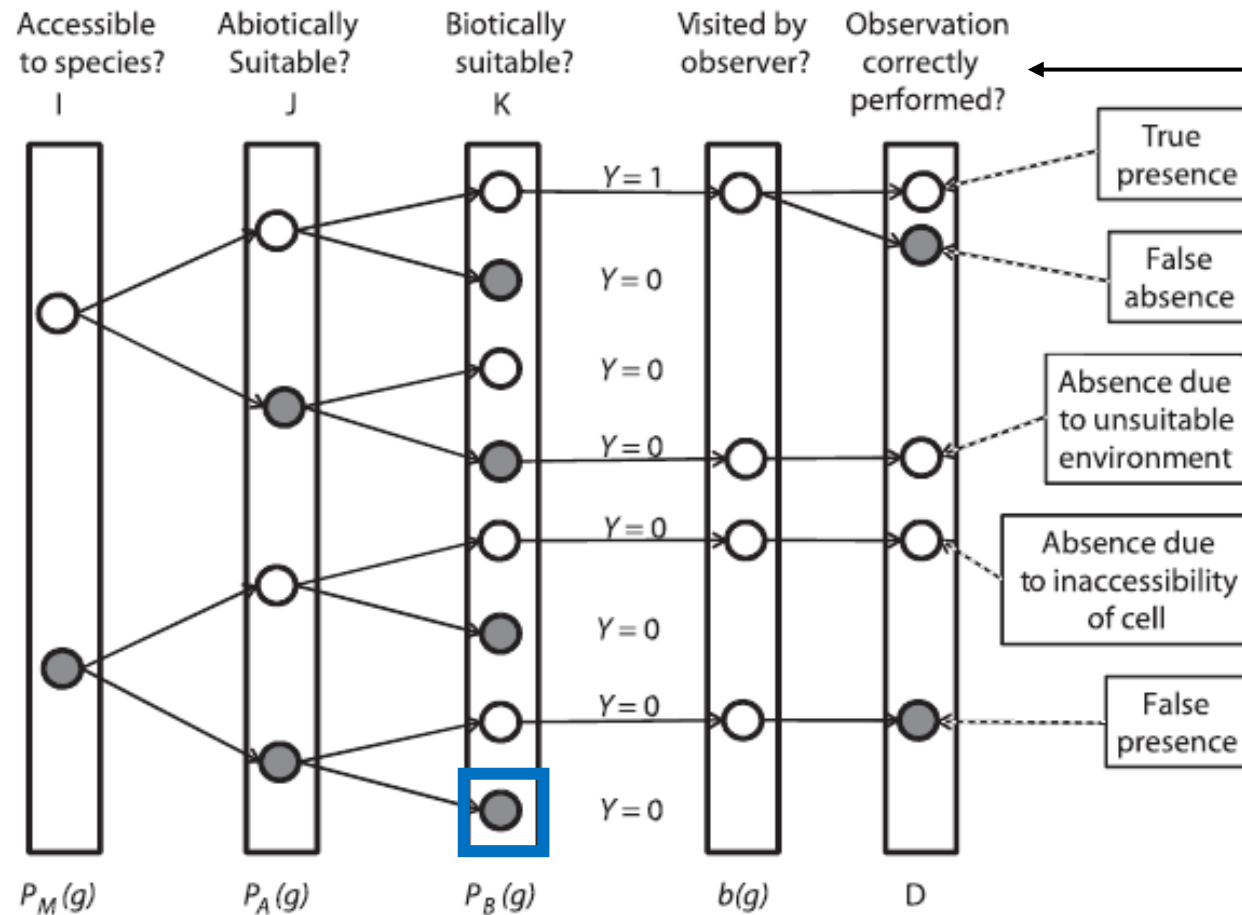 Accessible
to species?
I
Abiotically
Suitable?
J
Biotically
suitable?
K
Visited by
observer?
Observation
correctly
performed?
Y = 1
Y = 0
Y = 0
Y = 0
Y = 0
Y = 0
Y = 0
Y = 0
True
presence
False
absence
Absence due
to unsuitable
environment
Absence due
to inaccessibility
of cell
False
presence
P_M(g)
P_A(g)
P_B(g)
b(g)
D